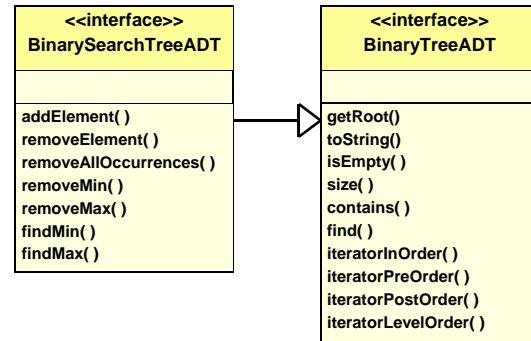 <<interface>>
BinarySearchTreeADT
addElement( )
removeElement( )
removeAllOccurrences( )
removeMin( )
removeMax( )
findMin( )
findMax( )
<<interface>>
BinaryTreeADT
getRoot()
toString()
isEmpty( )
size( )
contains( )
find( )
iteratorInOrder( )
iteratorPreOrder( )
iteratorPostOrder( )
iteratorLevelOrder( )